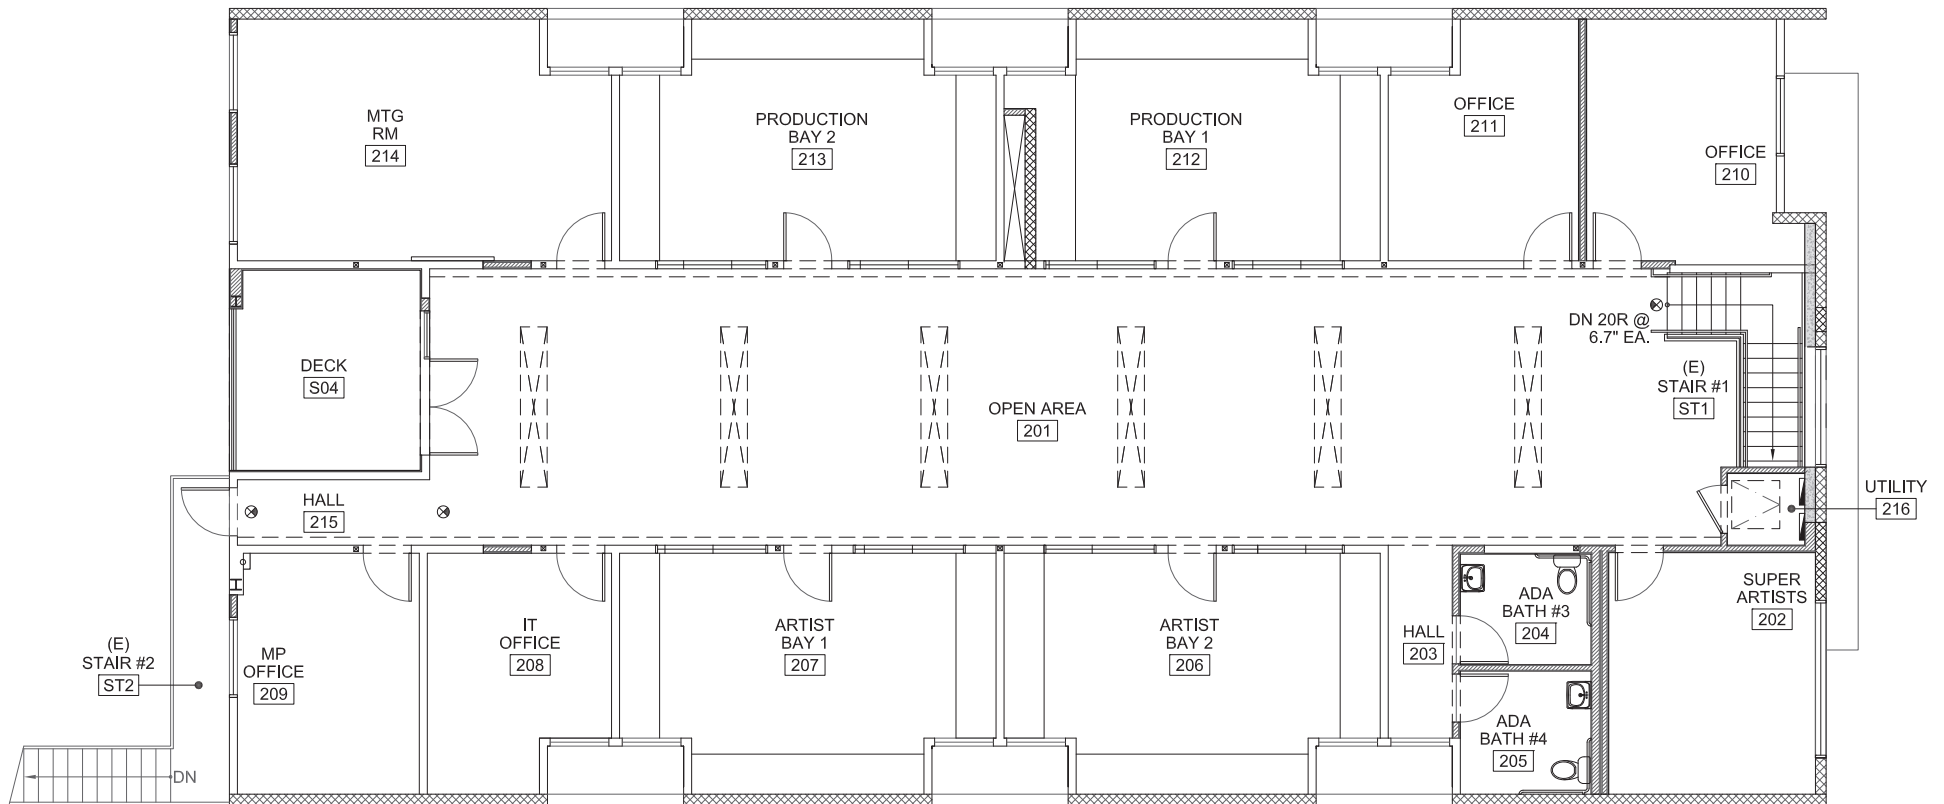 MTG
RM
214
PRODUCTION
BAY 2
213
PRODUCTION
BAY 1
212
OFFICE
211
OFFICE
210
DECK
S04
OPEN AREA
201
DN 20R @
6.7" EA.
(E)
STAIR #1
ST1
HALL
215
UTILITY
216
(E)
STAIR #2
ST2
DN
MP
OFFICE
209
IT
OFFICE
208
ARTIST
BAY 1
207
ARTIST
BAY 2
206
HALL
203
ADA
BATH #3
204
ADA
BATH #4
205
SUPER
ARTISTS
202